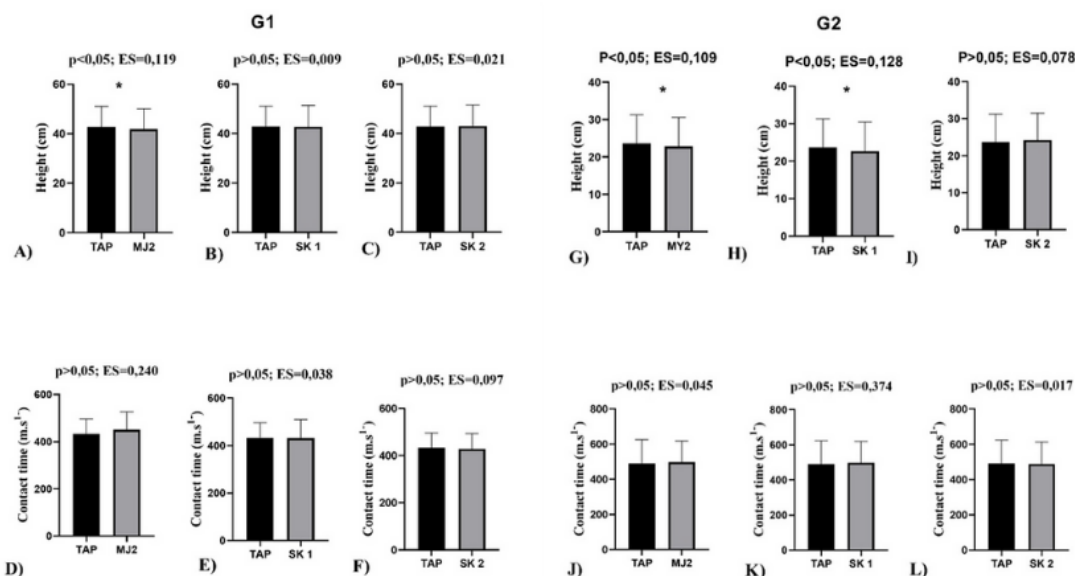 G1
G2
p<0,05; ES=0,119
p>0,05; ES=0,009
p>0,05; ES=0,021
P<0,05; ES=0,109
P<0,05; ES=0,128
P>0,05; ES=0,078
*
*
*
60
40
20
0
Height (cm)
TAP MJ2
A)
60
40
20
0
Height (cm)
TAP SK 1
B)
60
40
20
0
Height (cm)
TAP SK 2
C)
40
30
20
10
0
Height (cm)
TAP MY2
G)
40
30
20
10
0
Height (cm)
TAP SK 1
H)
40
30
20
10
0
Height (cm)
TAP SK 2
I)
p>0,05; ES=0,240
p>0,05; ES=0,038
p>0,05; ES=0,097
p>0,05; ES=0,045
p>0,05; ES=0,374
p>0,05; ES=0,017
600
400
200
0
Contact time (m.s¹⁻)
TAP MJ2
D)
600
400
200
0
Contact time (m.s¹⁻)
TAP SK 1
E)
600
400
200
0
Contact time (m.s¹⁻)
TAP SK 2
F)
800
600
400
200
0
Contact time (m.s¹⁻)
TAP MJ2
J)
800
600
400
200
0
Contact time (m.s¹⁻)
TAP SK 1
K)
800
600
400
200
0
Contact time (m.s¹⁻)
TAP SK 2
L)